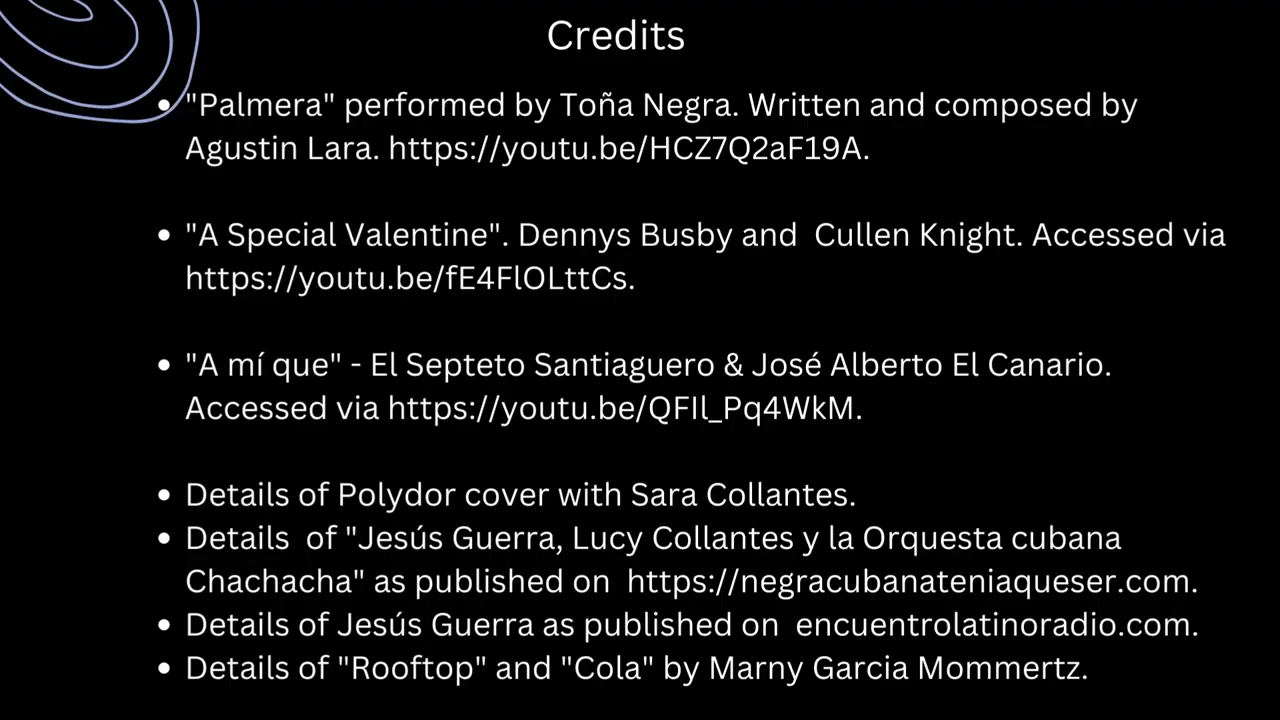 Credits
• "Palmera" performed by Toña Negra. Written and composed by
Agustin Lara. https://youtu.be/HCZ7Q2aF19A.
• "A Special Valentine". Dennys Busby and  Cullen Knight. Accessed via
https://youtu.be/fE4FlOLttCs.
• "A mí que" - El Septeto Santiaguero & José Alberto El Canario.
Accessed via https://youtu.be/QFIl_Pq4WkM.
• Details of Polydor cover with Sara Collantes.
• Details  of "Jesús Guerra, Lucy Collantes y la Orquesta cubana
Chachacha" as published on  https://negracubanateniaqueser.com.
• Details of Jesús Guerra as published on  encuentrolatinoradio.com.
• Details of "Rooftop" and "Cola" by Marny Garcia Mommertz.